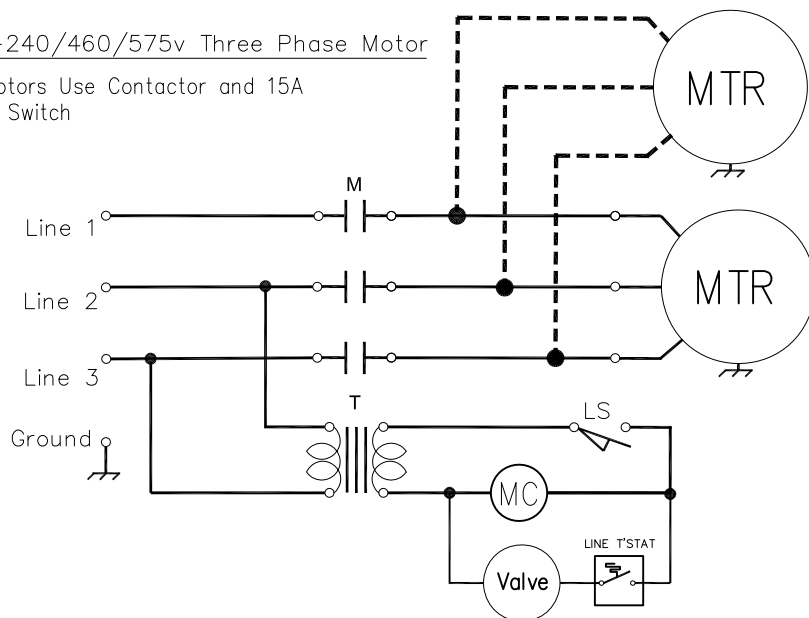 -240/460/575v Three Phase Motor
otors Use Contactor and 15A
Switch
MTR
M
Line 1
Line 2
MTR
Line 3
T
LS
Ground
MC
LINE T'STAT
Valve